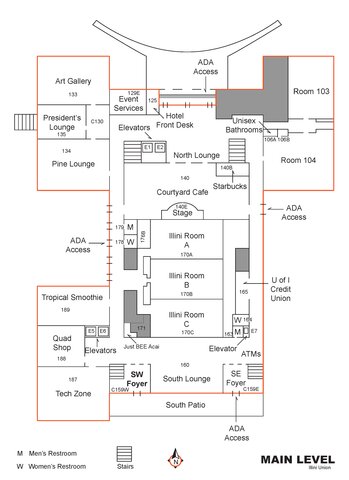 ADA
Access
Art Gallery
133
129E
Event
Services
125
Hotel
Front Desk
Room 103
President's
Lounge
135
C130
Elevators
Unisex
Bathrooms
106A
106B
134
Pine Lounge
E1
E2
North Lounge
Room 104
140B
Starbucks
140
Courtyard Cafe
140E
Stage
ADA
Access
179
M
178
W
176B
Illini Room
A
170A
ADA
Access
Illini Room
B
170B
U of I
Credit
Union
165
Tropical Smoothie
189
Illini Room
C
170C
171
W
164
M
163
E7
E5
E6
Quad
Shop
188
Elevators
Just BEE Acai
Elevator
ATMs
187
Tech Zone
SW
Foyer
C159W
160
South Lounge
SE
Foyer
C159E
South Patio
ADA
Access
M Men's Restroom
W Women's Restroom
Stairs
N
MAIN LEVEL
Illini Union